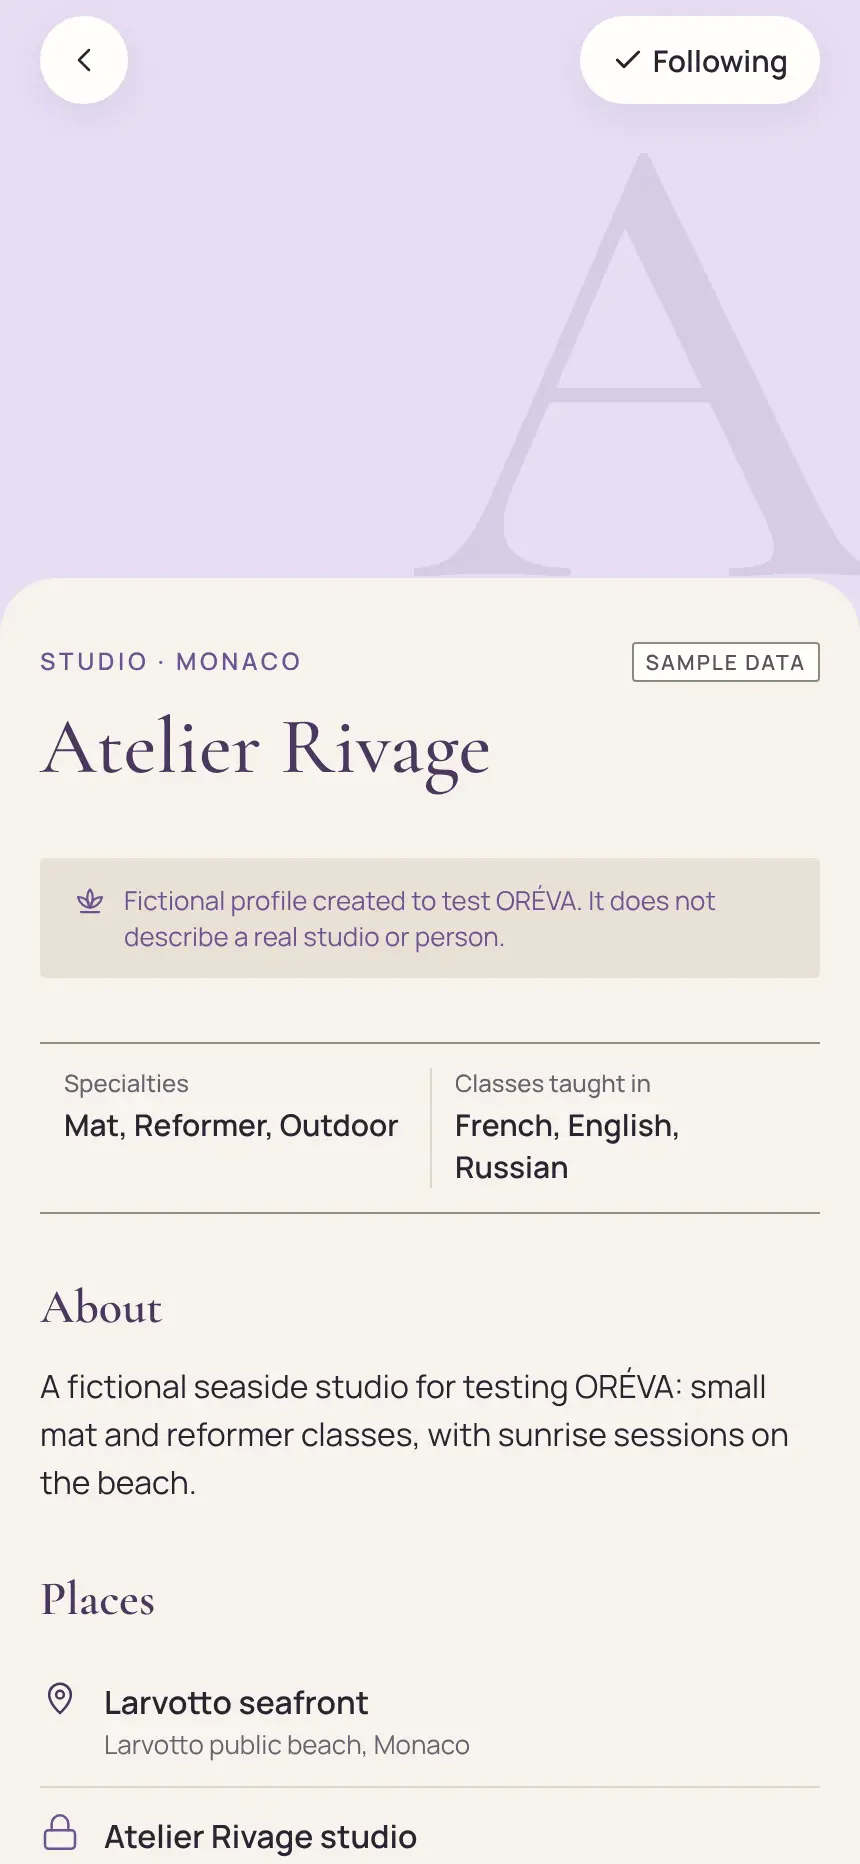 Following
A
STUDIO · MONACO
SAMPLE DATA
Atelier Rivage
Fictional profile created to test ORÉVA. It does not
describe a real studio or person.
Specialties
Mat, Reformer, Outdoor
Classes taught in
French, English,
Russian
About
A fictional seaside studio for testing ORÉVA: small
mat and reformer classes, with sunrise sessions on
the beach.
Places
Larvotto seafront
Larvotto public beach, Monaco
Atelier Rivage studio